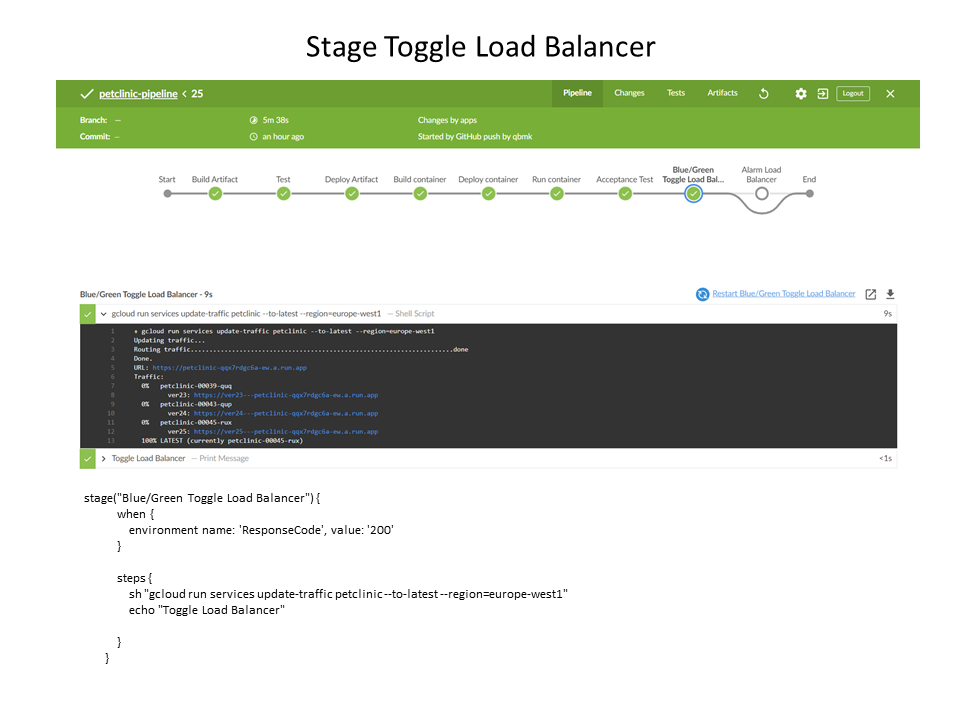 Stage Toggle Load Balancer
petclinic-pipeline < 25
Pipeline Changes Tests Artifacts Logout
Branch: — 5m 38s Changes by apps
Commit: — an hour ago Started by GitHub push by qbmk
Start Build Artifact Test Deploy Artifact Build container Deploy container Run container Acceptance Test Blue/Green Toggle Load Bal... Alarm Load Balancer End
Blue/Green Toggle Load Balancer - 9s Restart Blue/Green Toggle Load Balancer
gcloud run services update-traffic petclinic --to-latest --region=europe-west1 — Shell Script 9s
1 + gcloud run services update-traffic petclinic --to-latest --region=europe-west1
2 Updating traffic...
3 Routing traffic.....................................................................done
4 Done.
5 URL: https://petclinic-qqx7rdgc6a-ew.a.run.app
6 Traffic:
7 0% petclinic-00039-quq
8 ver23: https://ver23---petclinic-qqx7rdgc6a-ew.a.run.app
9 0% petclinic-00043-qup
10 ver24: https://ver24---petclinic-qqx7rdgc6a-ew.a.run.app
11 0% petclinic-00045-rux
12 ver25: https://ver25---petclinic-qqx7rdgc6a-ew.a.run.app
13 100% LATEST (currently petclinic-00045-rux)
Toggle Load Balancer — Print Message <1s
stage("Blue/Green Toggle Load Balancer") {
when {
environment name: 'ResponseCode', value: '200'
}
steps {
sh "gcloud run services update-traffic petclinic --to-latest --region=europe-west1"
echo "Toggle Load Balancer"
}
}